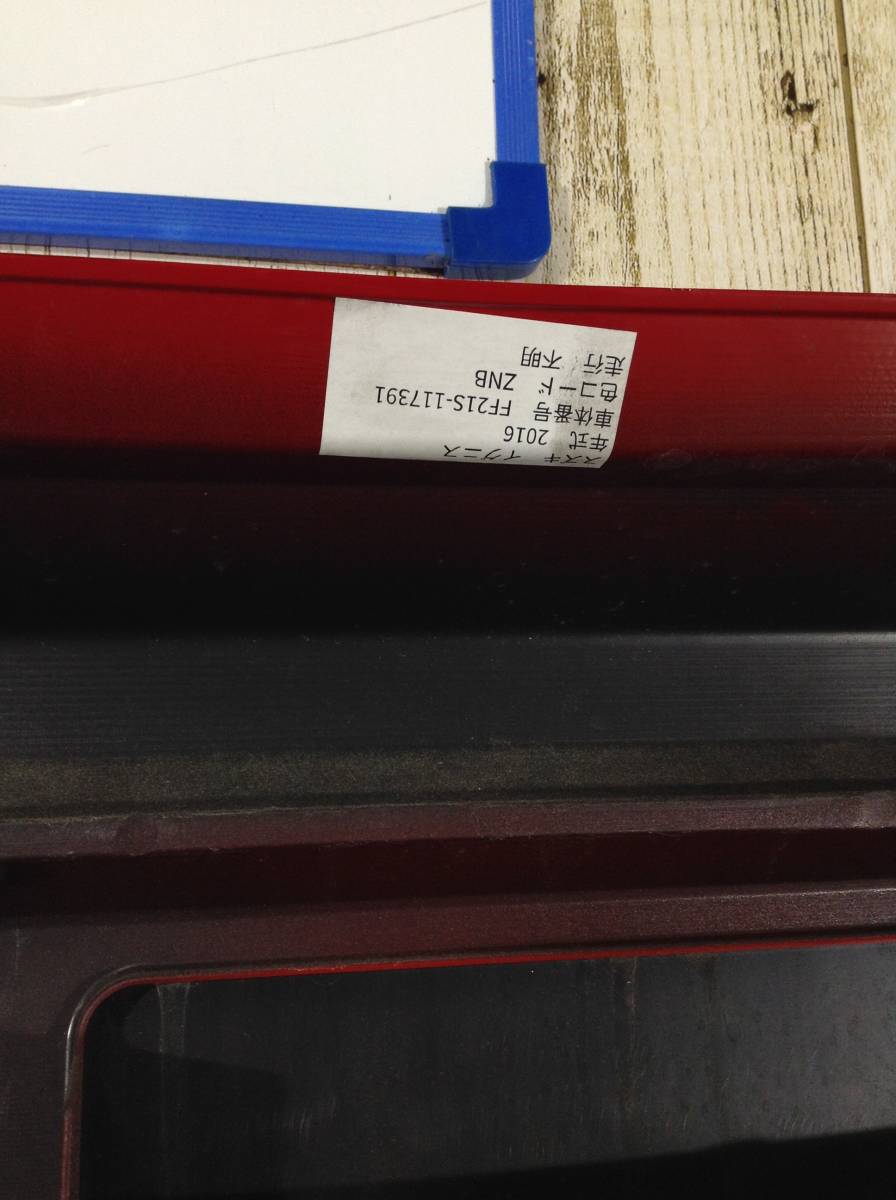 スズキ イグニス
年式 2016
車体番号 FF21S-117391
色コード ZNB
走行 不明